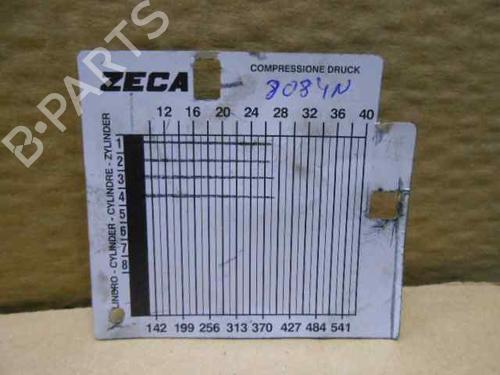 B-PARTS
ZECA
COMPRESSIONE DRUCK
8084N
12 16 20 24 28 32 36 40
1
2
3
4
5
6
7
8
CYLINDER - CYLINDRE - ZYLINDER
142 199 256 313 370 427 484 541